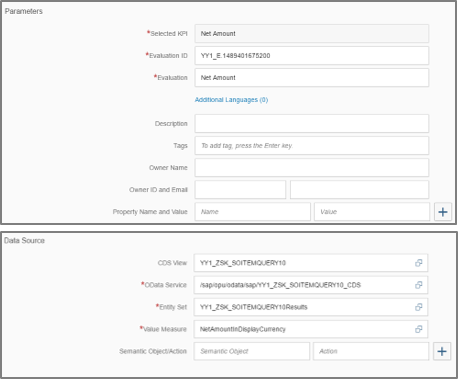 Parameters
*Selected KPI Net Amount
*Evaluation ID YY1_E.1489401675200
*Evaluation Net Amount
Additional Languages (0)
Description
Tags To add tag, press the Enter key
Owner Name
Owner ID and Email
Property Name and Value Name Value +
Data Source
CDS View YY1_ZSK_SOITEMQUERY10
*OData Service /sap/opu/odata/sap/YY1_ZSK_SOITEMQUERY10_CDS
*Entity Set YY1_ZSK_SOITEMQUERY10Results
*Value Measure NetAmountInDisplayCurrency
Semantic Object/Action Semantic Object Action +